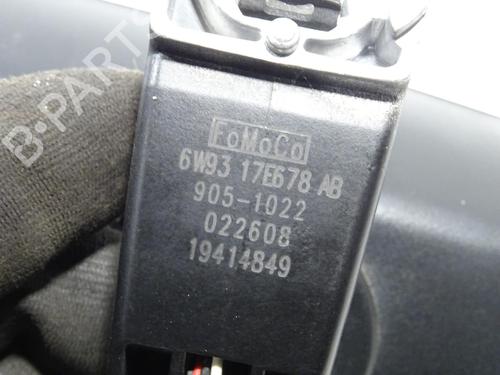 FoMoCo
6W93 17E678 AB
905-1022
022608
19414849
B-PARTS